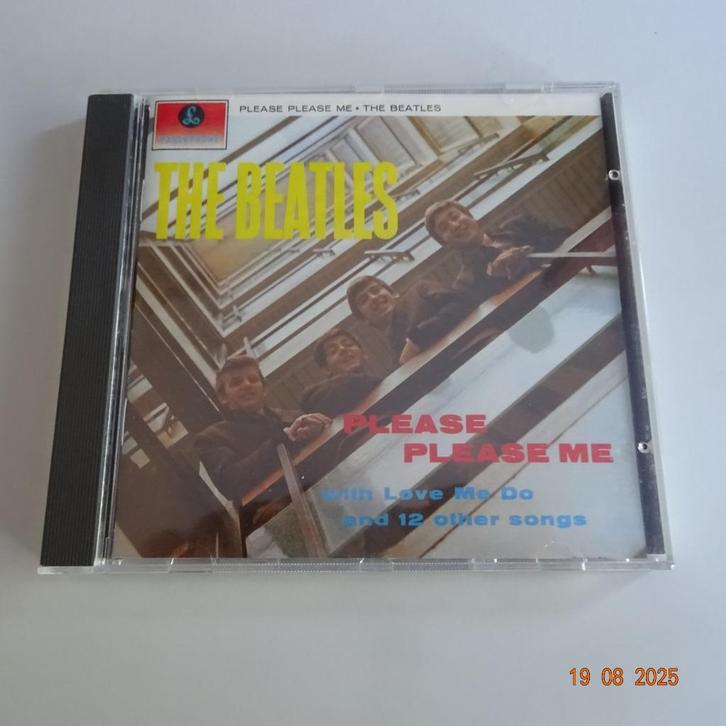 PLEASE PLEASE ME • THE BEATLES
PARLOPHONE
THE BEATLES
PLEASE
PLEASE ME
with Love Me Do
and 12 other songs
19 08 2025